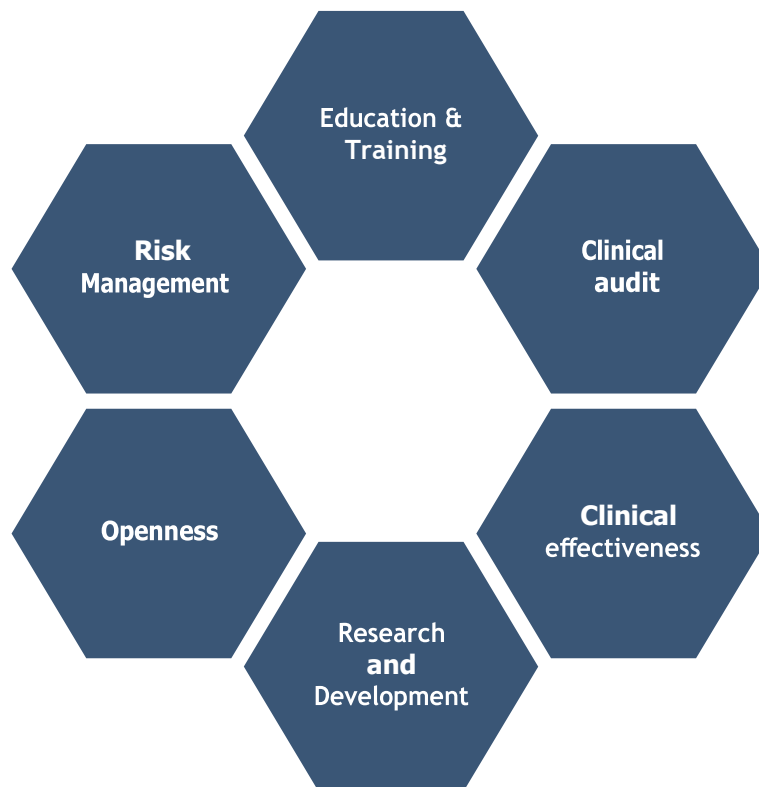 Education &
Training
Clinical
audit
Clinical
effectiveness
Research
and
Development
Openness
Risk
Management